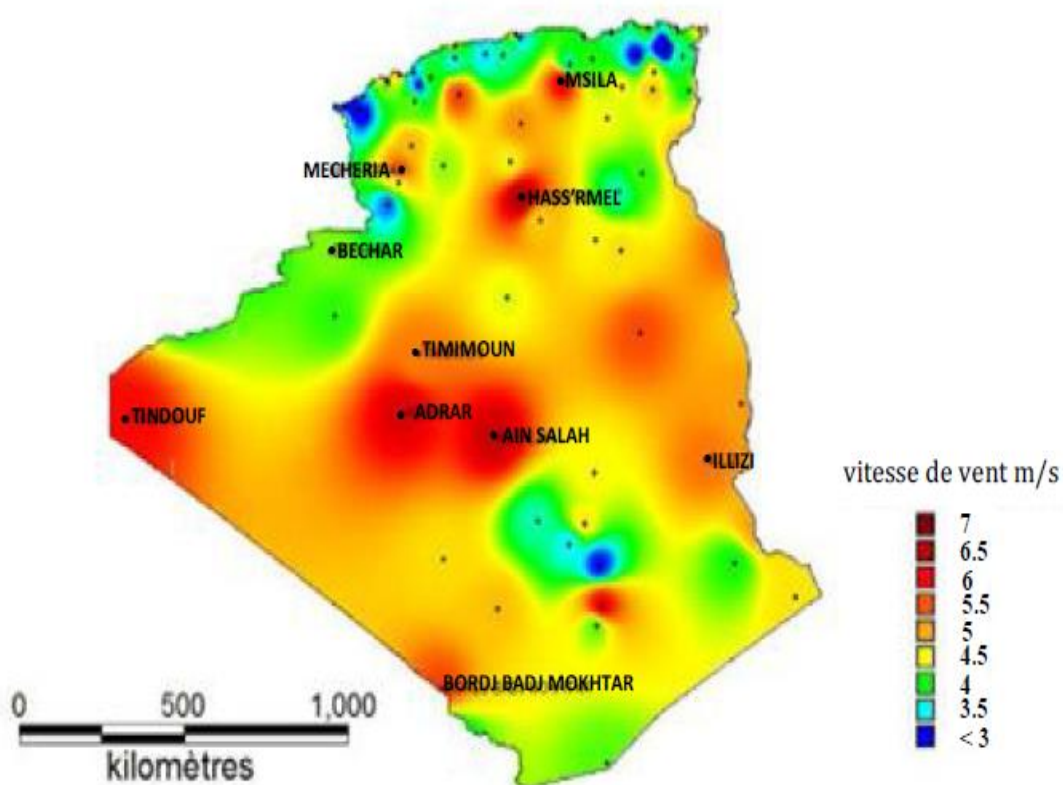 MSILA
MECHERIA
HASS'RMEL
BECHAR
TIMIMOUN
TINDOUF
ADRAR
AIN SALAH
ILLIZI
BORDJ BADJ MOKHTAR
vitesse de vent m/s
7
6.5
6
5.5
5
4.5
4
3.5
< 3
0 500 1,000
kilomètres